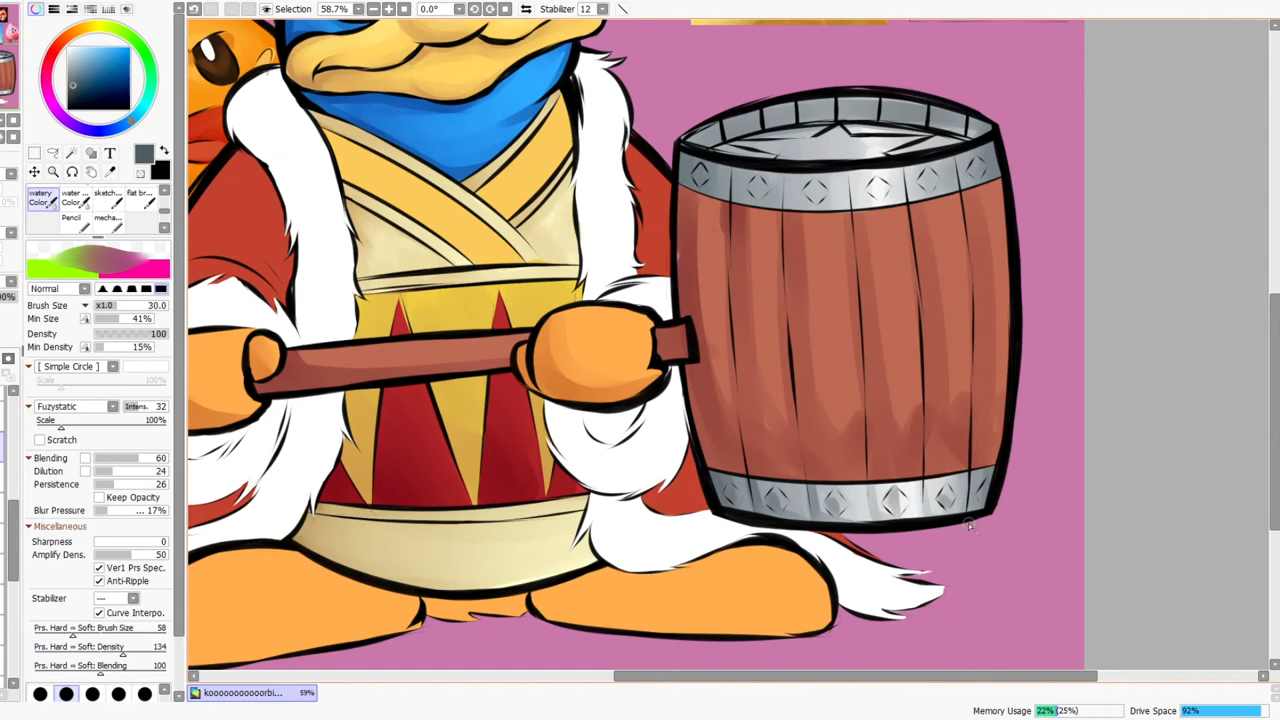 Selection 58.7% 0.0° Stabilizer 12
T
watery Color
water Color
sketch...
flat br...
Pencil
mecha...
Normal
Brush Size x1.0 30.0
Min Size 41%
Density 100
Min Density 15%
[ Simple Circle ]
Scale 100%
Fuzystatic Intens. 32
Scale 100%
Scratch
Blending 60
Dilution 24
Persistence 26
Keep Opacity
Blur Pressure ... 17%
Miscellaneous
Sharpness 0
Amplify Dens. 50
Ver1 Prs Spec.
Anti-Ripple
Stabilizer ---
Curve Interpo.
Prs. Hard ⇔ Soft: Brush Size 58
Prs. Hard ⇔ Soft: Density 134
Prs. Hard ⇔ Soft: Blending 100
kooooooooooorbi... 59%
Memory Usage 22% (25%) Drive Space 92%